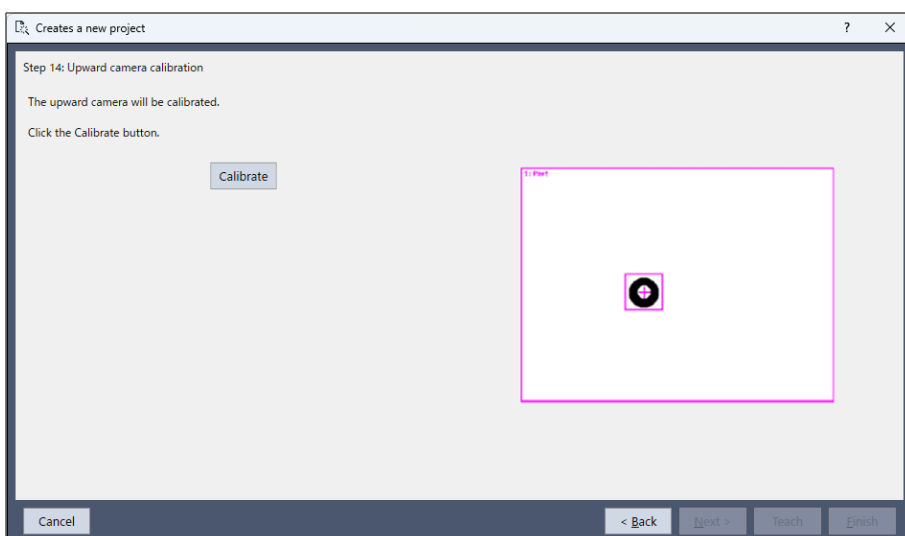 Creates a new project
?
Step 14: Upward camera calibration
The upward camera will be calibrated.
Click the Calibrate button.
Calibrate
1: Part
Cancel
< Back
Next >
Teach
Finish